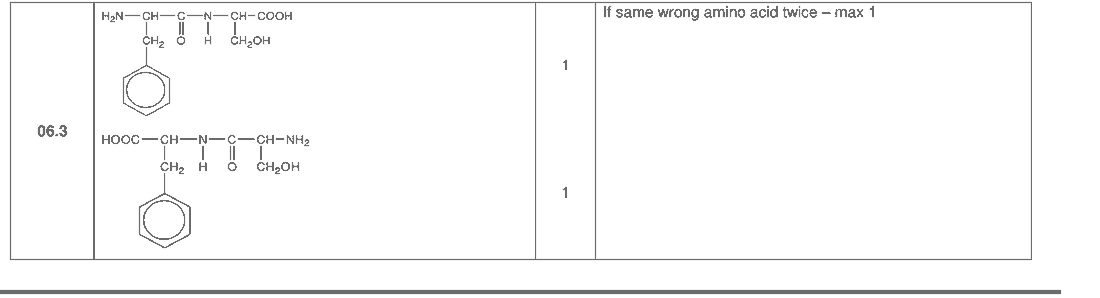 If same wrong amino acid twice – max 1
H₂N—CH—C—N—CH—COOH
CH₂ O H CH₂OH
1
06.3
HOOC—CH—N—C—CH—NH₂
CH₂ H O CH₂OH
1